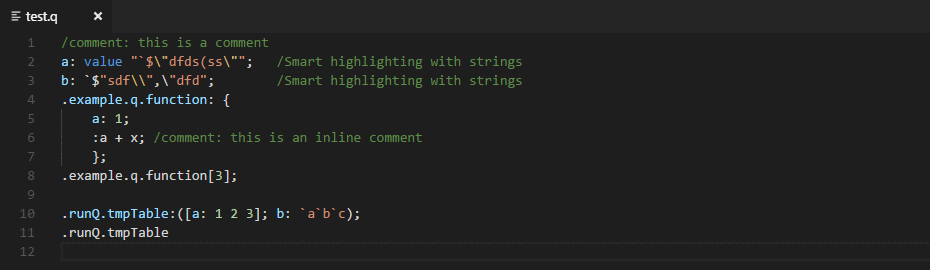 test.q ×
1 /comment: this is a comment
2 a: value "`$\"dfds(ss\""; /Smart highlighting with strings
3 b: `$"sdf\\",\"dfd"; /Smart highlighting with strings
4 .example.q.function: {
5 a: 1;
6 :a + x; /comment: this is an inline comment
7 };
8 .example.q.function[3];
9
10 .runQ.tmpTable:([a: 1 2 3]; b: `a`b`c);
11 .runQ.tmpTable
12